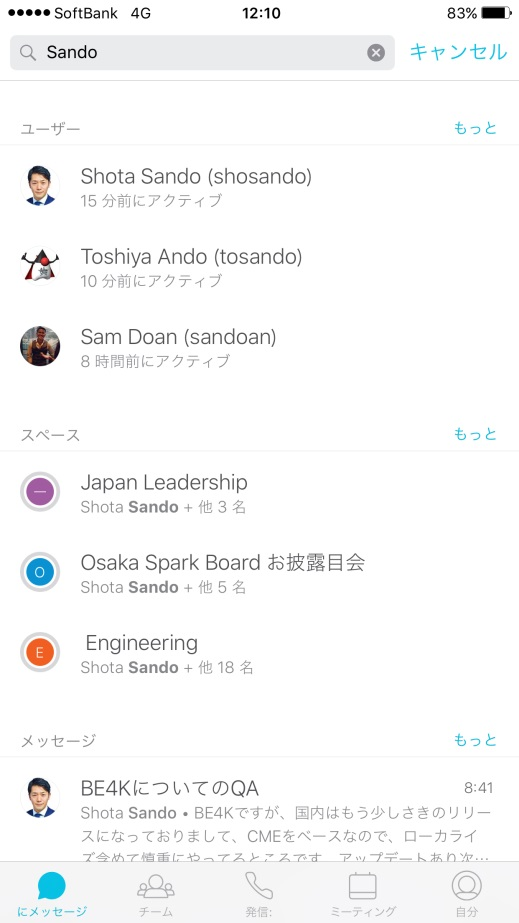 SoftBank 4G 12:10 83%
Sando キャンセル
ユーザー もっと
Shota Sando (shosando)
15 分前にアクティブ
Toshiya Ando (tosando)
10 分前にアクティブ
Sam Doan (sandoan)
8 時間前にアクティブ
スペース もっと
Japan Leadership
Shota Sando + 他 3 名
O Osaka Spark Board お披露目会
Shota Sando + 他 5 名
E Engineering
Shota Sando + 他 18 名
メッセージ もっと
BE4KについてのQA 8:41
Shota Sando • BE4Kですが、国内はもう少しさきのリリー
スになっておりまして、CMEをベースなので、ローカライ
ズ含めて慎重にやってるところです。アップデートあり次…
にメッセージ チーム 発信: ミーティング 自分